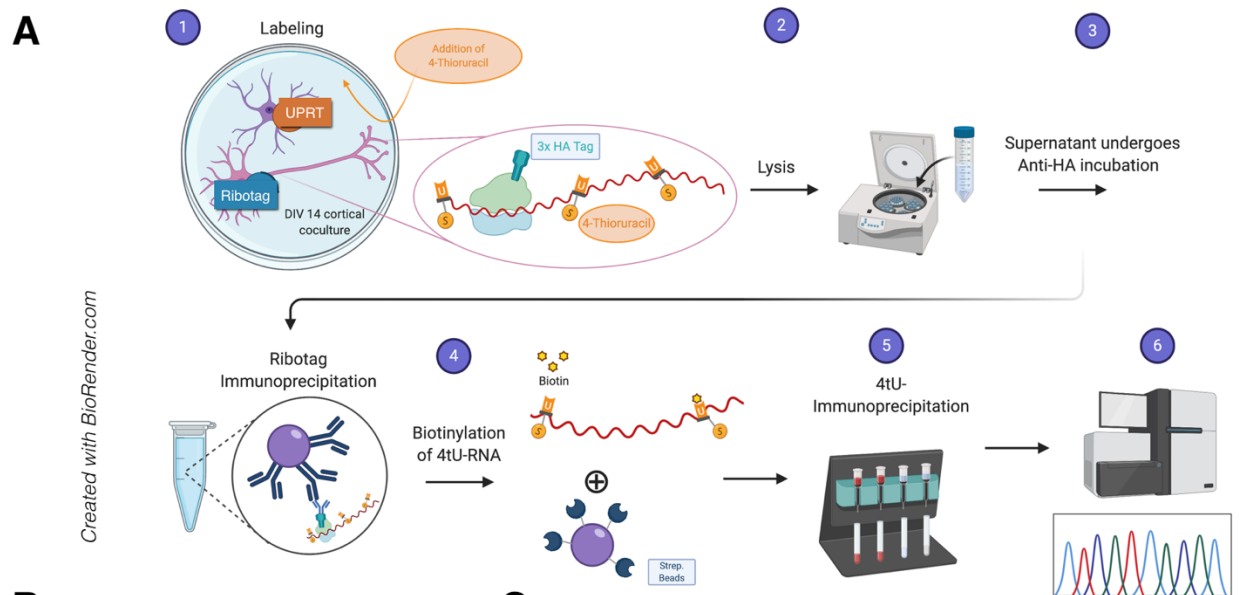 A
1
Labeling
Addition of
4-Thioruracil
UPRT
Ribotag
DIV 14 cortical
coculture
3x HA Tag
U
S
U
S
U
S
4-Thioruracil
Lysis
2
3
Supernatant undergoes
Anti-HA incubation
Created with BioRender.com
Ribotag
Immunoprecipitation
4
Biotinylation
of 4tU-RNA
Biotin
U
S
U
S
Strep.
Beads
5
4tU-
Immunoprecipitation
6